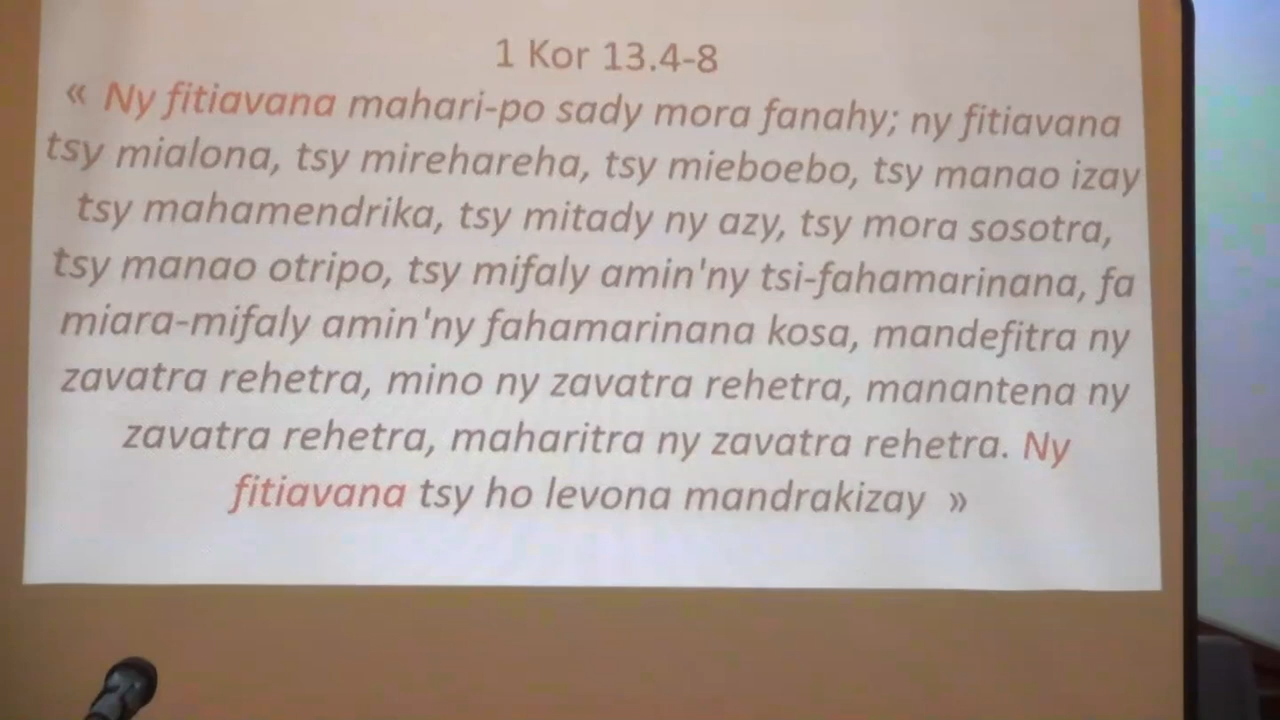 1 Kor 13.4-8
« Ny fitiavana mahari-po sady mora fanahy; ny fitiavana
tsy mialona, tsy mirehareha, tsy mieboebo, tsy manao izay
tsy mahamendrika, tsy mitady ny azy, tsy mora sosotra,
tsy manao otripo, tsy mifaly amin'ny tsi-fahamarinana, fa
miara-mifaly amin'ny fahamarinana kosa, mandefitra ny
zavatra rehetra, mino ny zavatra rehetra, manantena ny
zavatra rehetra, maharitra ny zavatra rehetra. Ny
fitiavana tsy ho levona mandrakizay »